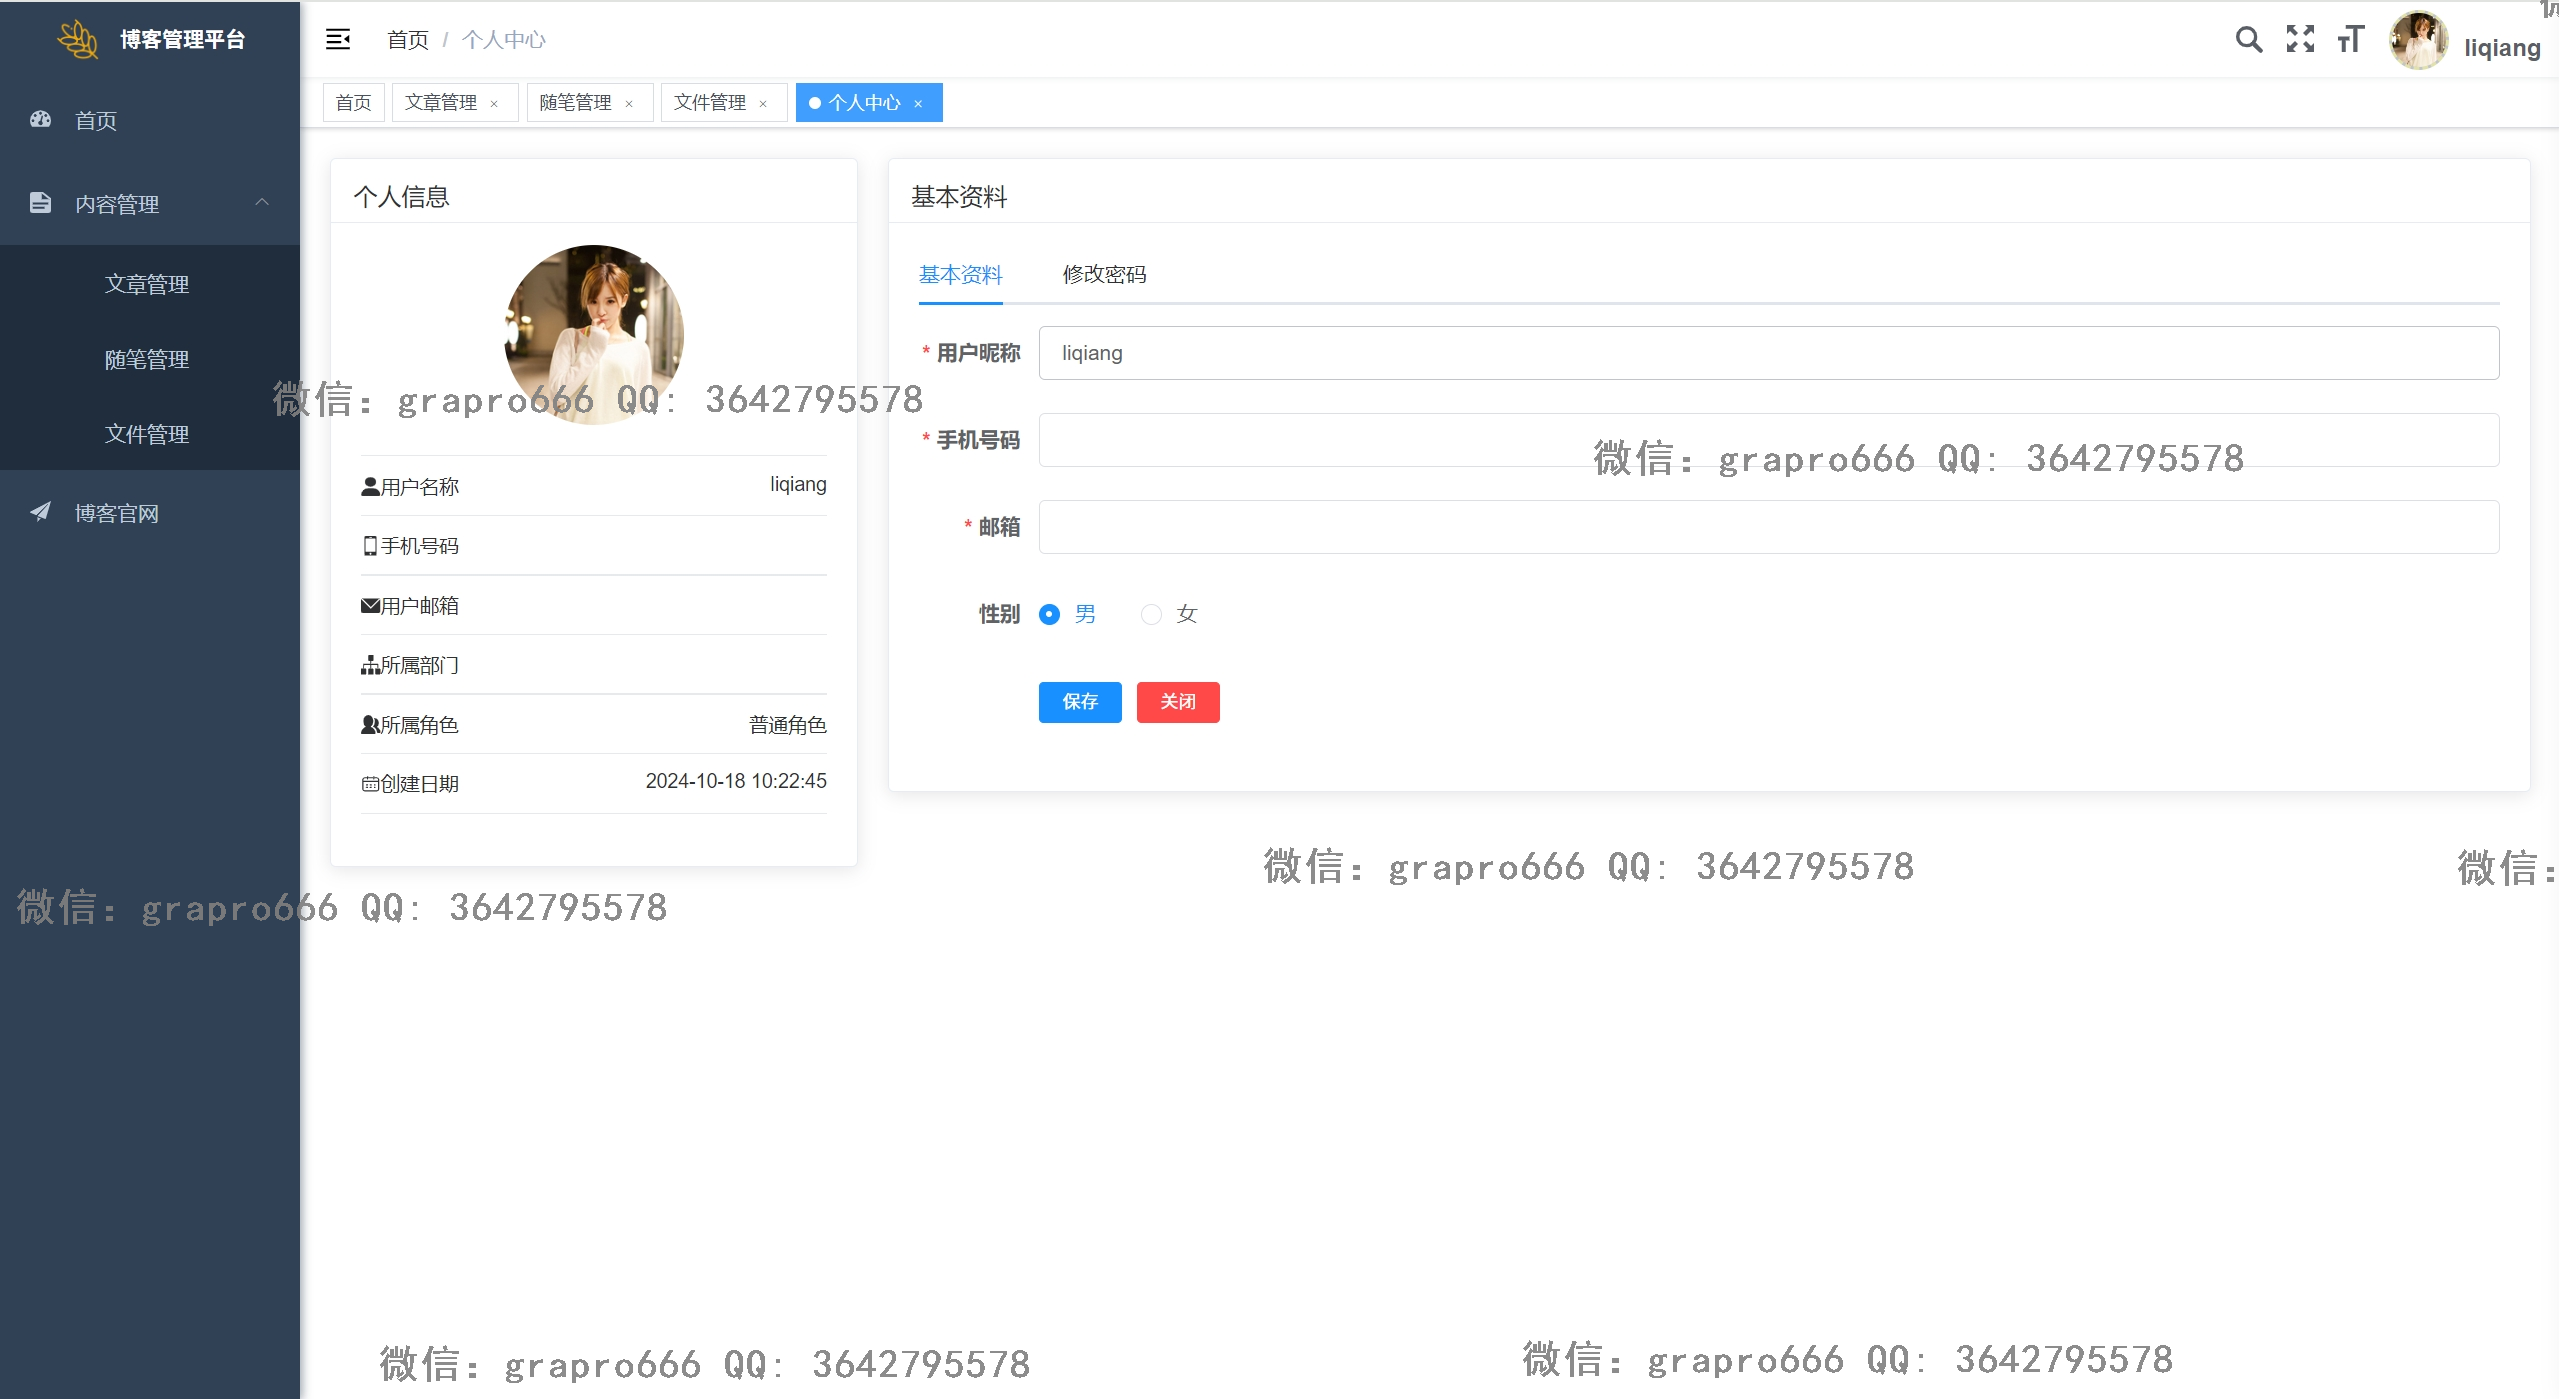 博客管理平台
首页 / 个人中心
liqiang
首页
文章管理 ×
随笔管理 ×
文件管理 ×
个人中心 ×
首页
内容管理
文章管理
随笔管理
文件管理
博客官网
个人信息
用户名称 liqiang
手机号码
用户邮箱
所属部门
所属角色 普通角色
创建日期 2024-10-18 10:22:45
基本资料
基本资料 修改密码
* 用户昵称 liqiang
* 手机号码
* 邮箱
性别 男 女
保存 关闭
微信: grapro666 QQ: 3642795578
微信: grapro666 QQ: 3642795578
微信: grapro666 QQ: 3642795578
微信:
微信: grapro666 QQ: 3642795578
微信: grapro666 QQ: 3642795578
微信: grapro666 QQ: 3642795578